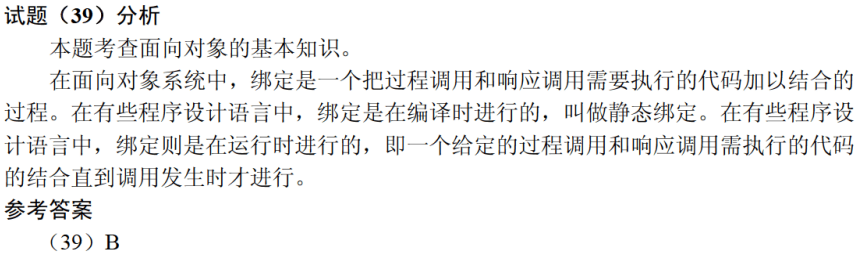 试题（39）分析
本题考查面向对象的基本知识。
在面向对象系统中，绑定是一个把过程调用和响应调用需要执行的代码加以结合的
过程。在有些程序设计语言中，绑定是在编译时进行的，叫做静态绑定。在有些程序设
计语言中，绑定则是在运行时进行的，即一个给定的过程调用和响应调用需执行的代码
的结合直到调用发生时才进行。
参考答案
（39）B